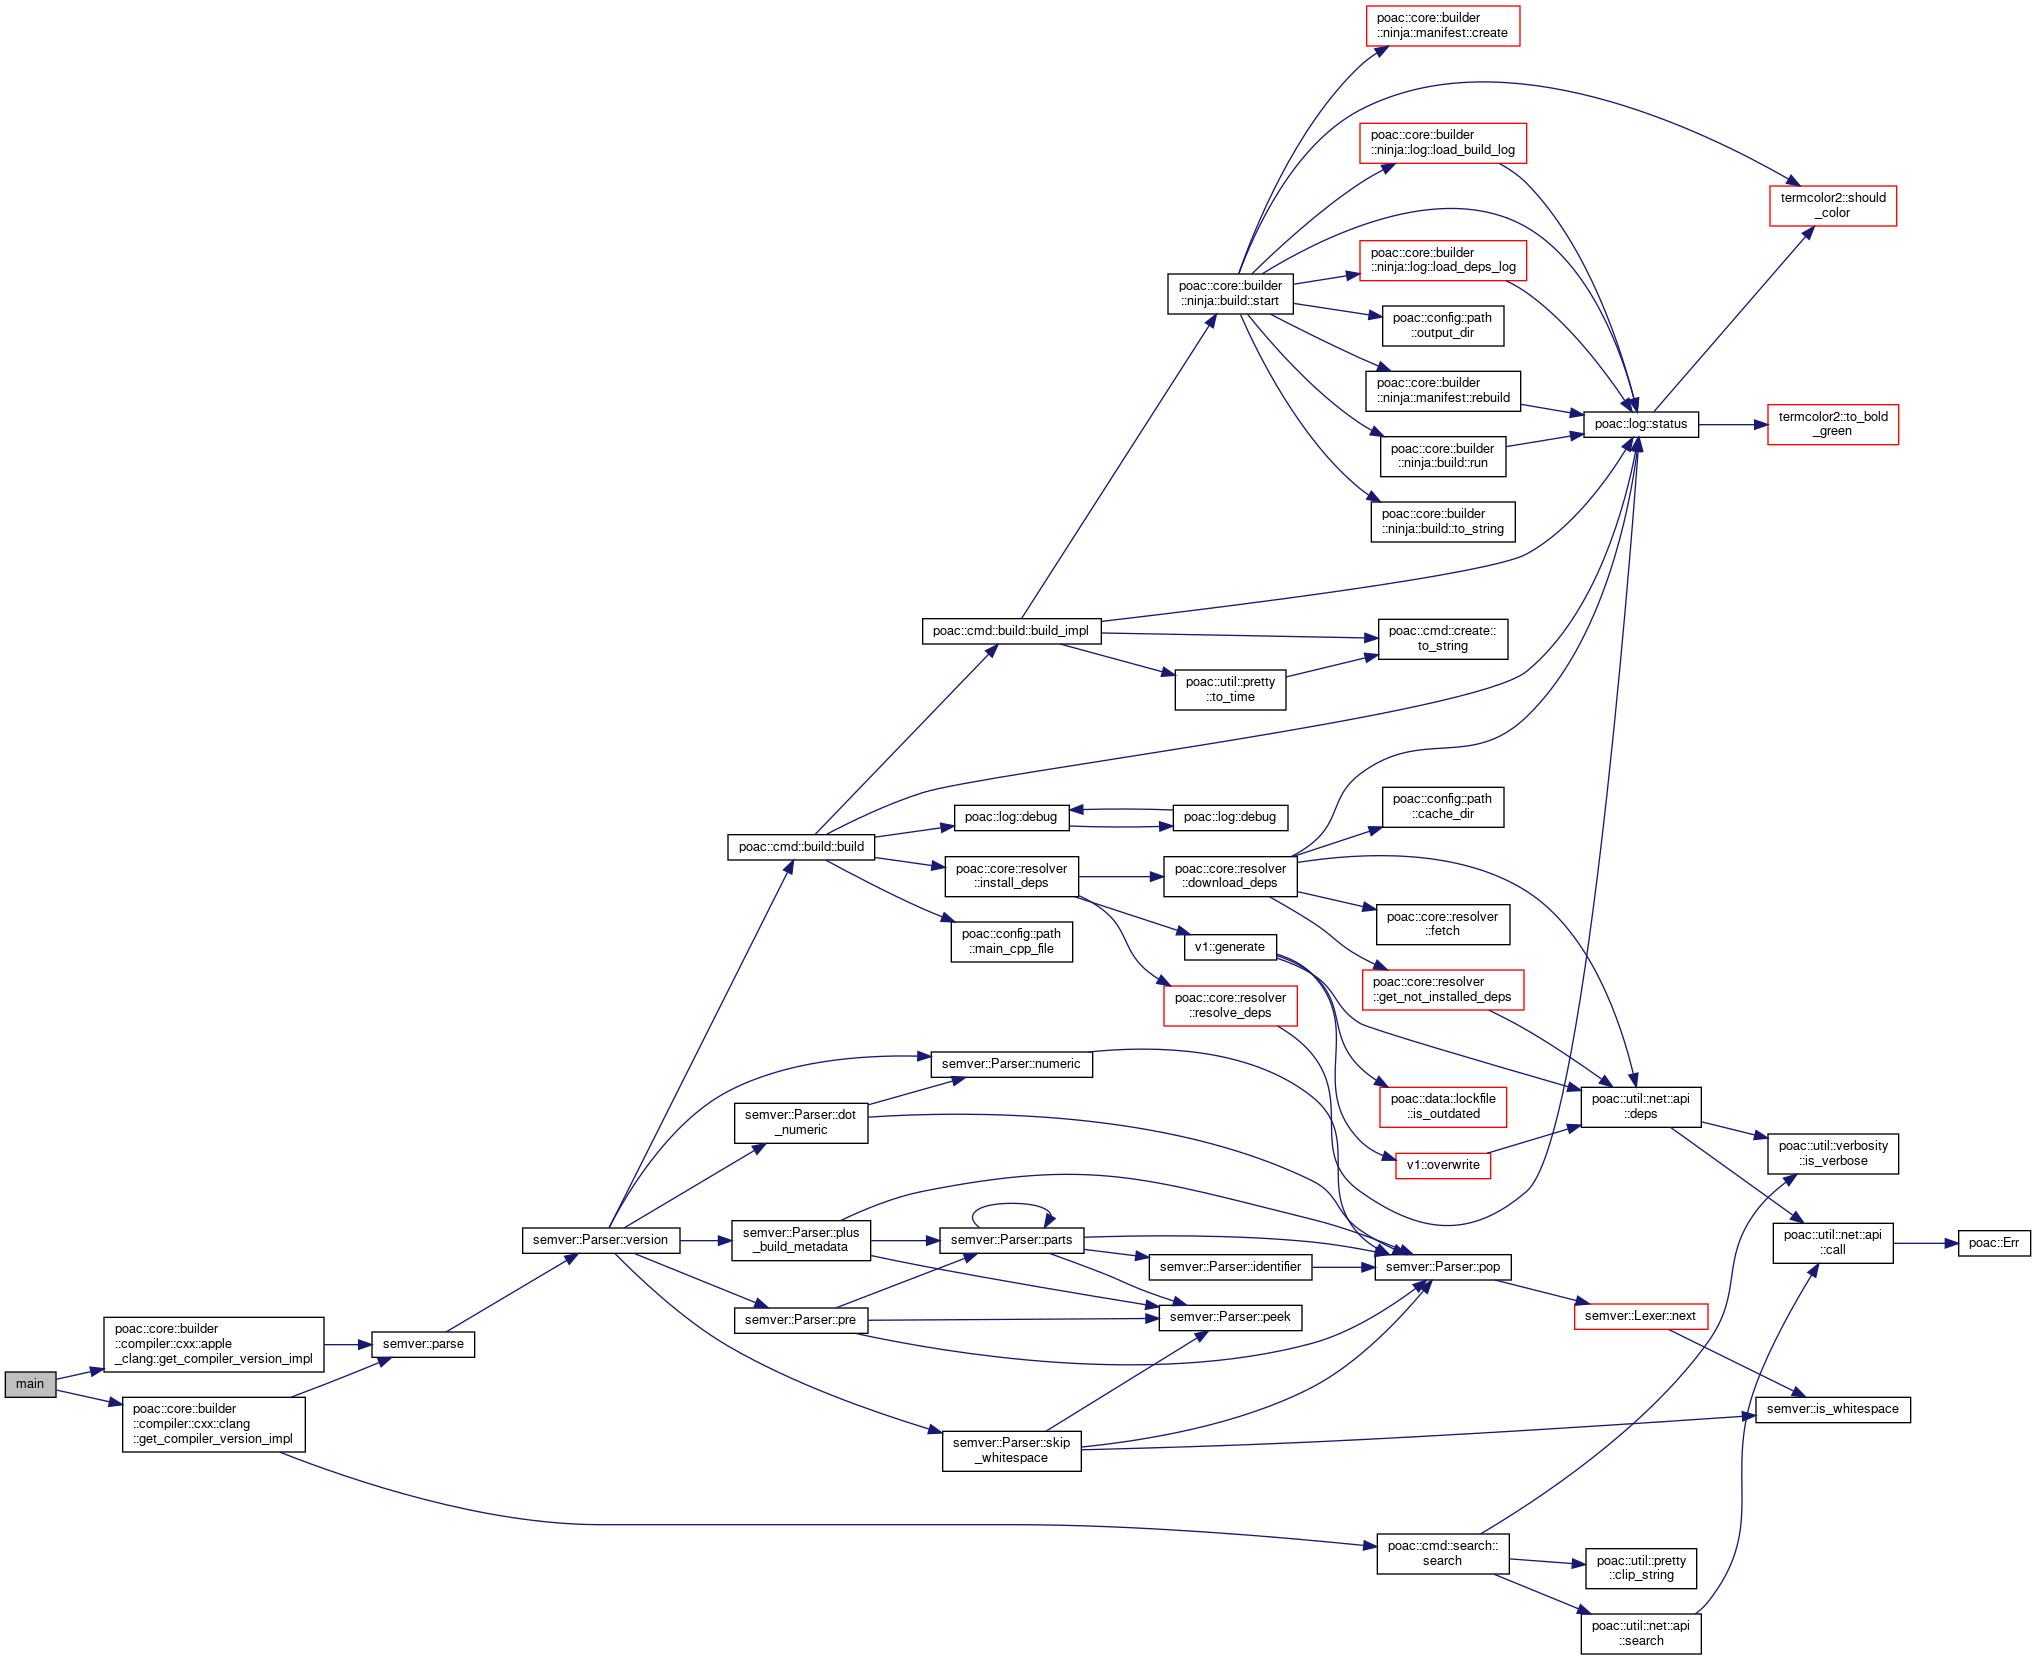 poac::core::builder
::ninja::manifest::create
poac::core::builder
::ninja::log::load_build_log
termcolor2::should
_color
poac::core::builder
::ninja::log::load_deps_log
poac::core::builder
::ninja::build::start
poac::config::path
::output_dir
poac::core::builder
::ninja::manifest::rebuild
poac::log::status
termcolor2::to_bold
_green
poac::core::builder
::ninja::build::run
poac::core::builder
::ninja::build::to_string
poac::cmd::build::build_impl
poac::cmd::create::
to_string
poac::util::pretty
::to_time
poac::config::path
::cache_dir
poac::log::debug
poac::log::debug
poac::cmd::build::build
poac::core::resolver
::install_deps
poac::core::resolver
::download_deps
poac::core::resolver
::fetch
poac::config::path
::main_cpp_file
v1::generate
poac::core::resolver
::get_not_installed_deps
poac::core::resolver
::resolve_deps
semver::Parser::numeric
poac::data::lockfile
::is_outdated
poac::util::net::api
::deps
semver::Parser::dot
_numeric
poac::util::verbosity
::is_verbose
v1::overwrite
semver::Parser::version
semver::Parser::plus
_build_metadata
semver::Parser::parts
semver::Parser::identifier
semver::Parser::pop
poac::util::net::api
::call
poac::Err
semver::Parser::pre
semver::Parser::peek
semver::Lexer::next
poac::core::builder
::compiler::cxx::apple
_clang::get_compiler_version_impl
semver::parse
main
poac::core::builder
::compiler::cxx::clang
::get_compiler_version_impl
semver::is_whitespace
semver::Parser::skip
_whitespace
poac::cmd::search::
search
poac::util::pretty
::clip_string
poac::util::net::api
::search